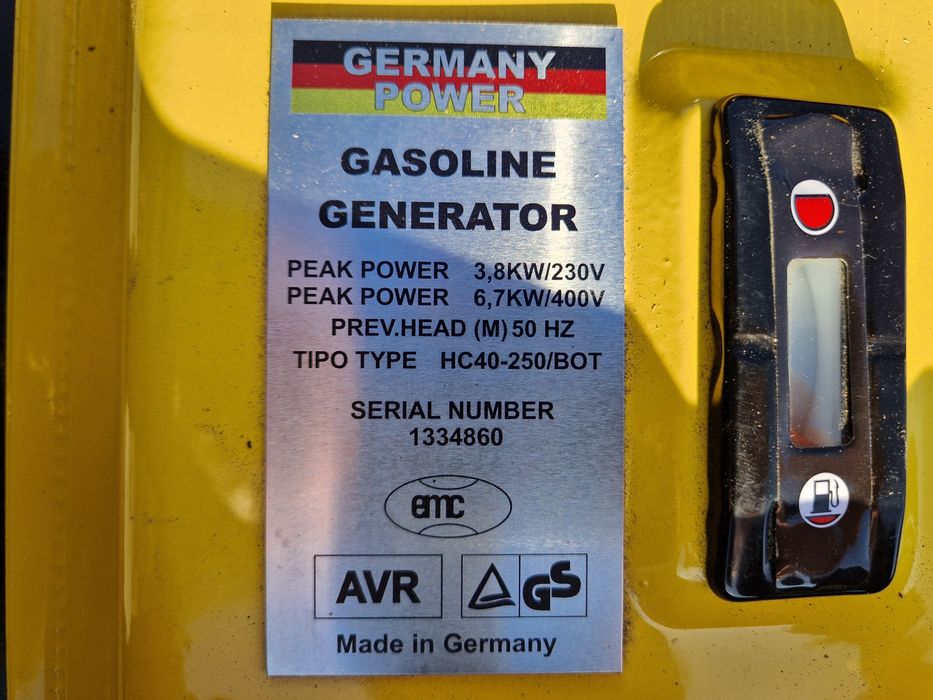 GERMANY
POWER
GASOLINE
GENERATOR
PEAK POWER 3,8KW/230V
PEAK POWER 6,7KW/400V
PREV.HEAD (M) 50 HZ
TIPO TYPE HC40-250/BOT
SERIAL NUMBER
1334860
emc
AVR GS
Made in Germany